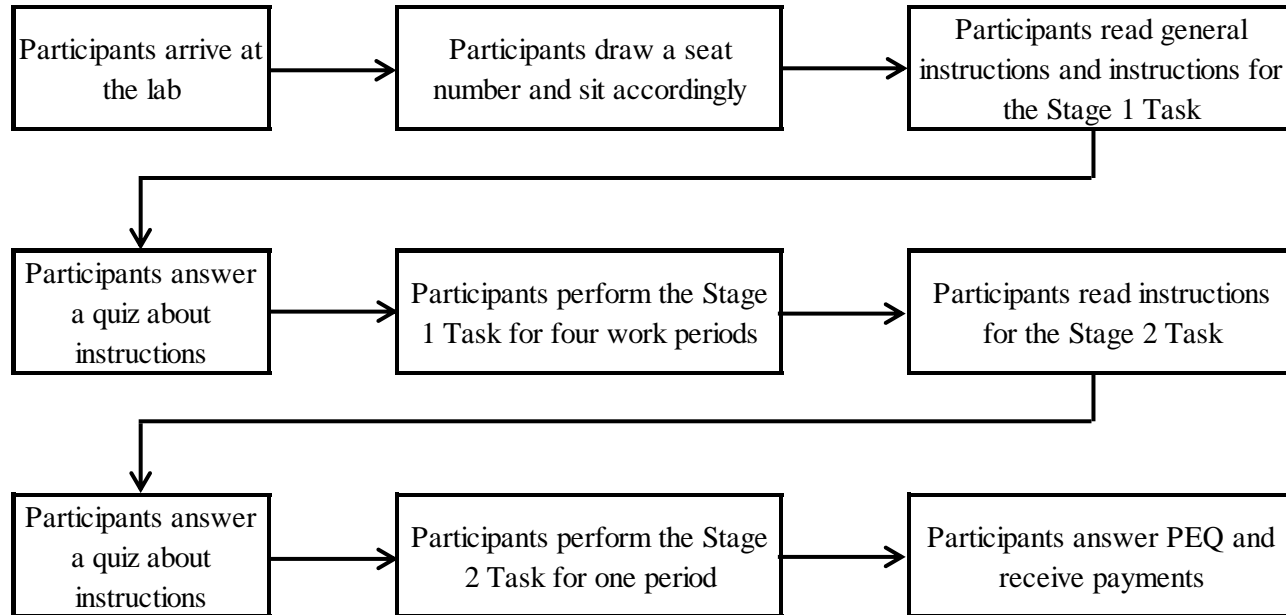 Participants arrive at
the lab
Participants draw a seat
number and sit accordingly
Participants read general
instructions and instructions for
the Stage 1 Task
Participants answer
a quiz about
instructions
Participants perform the Stage
1 Task for four work periods
Participants read instructions
for the Stage 2 Task
Participants answer
a quiz about
instructions
Participants perform the Stage
2 Task for one period
Participants answer PEQ and
receive payments